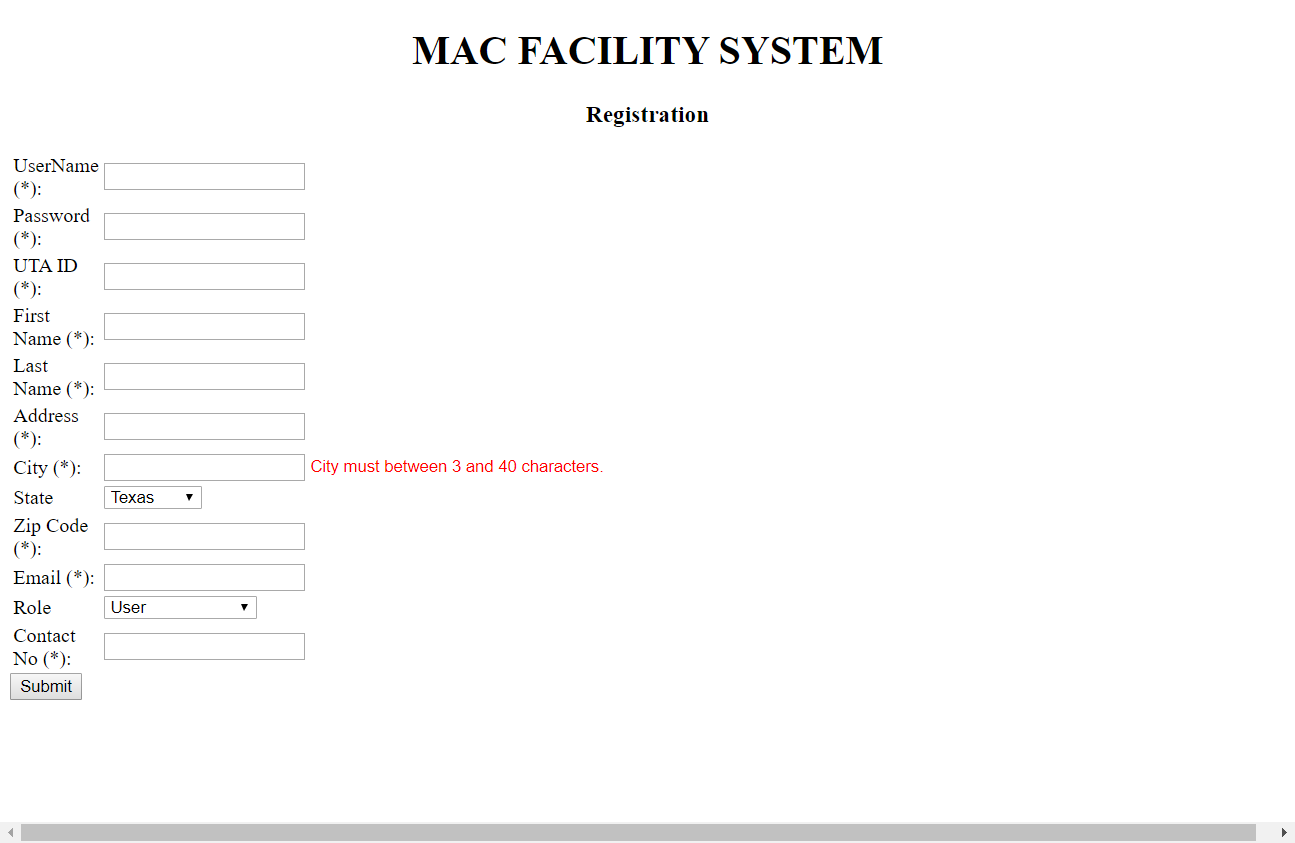 MAC FACILITY SYSTEM
Registration
UserName
(*):
Password
(*):
UTA ID
(*):
First
Name (*):
Last
Name (*):
Address
(*):
City (*): City must between 3 and 40 characters.
State Texas
Zip Code
(*):
Email (*):
Role User
Contact
No (*):
Submit